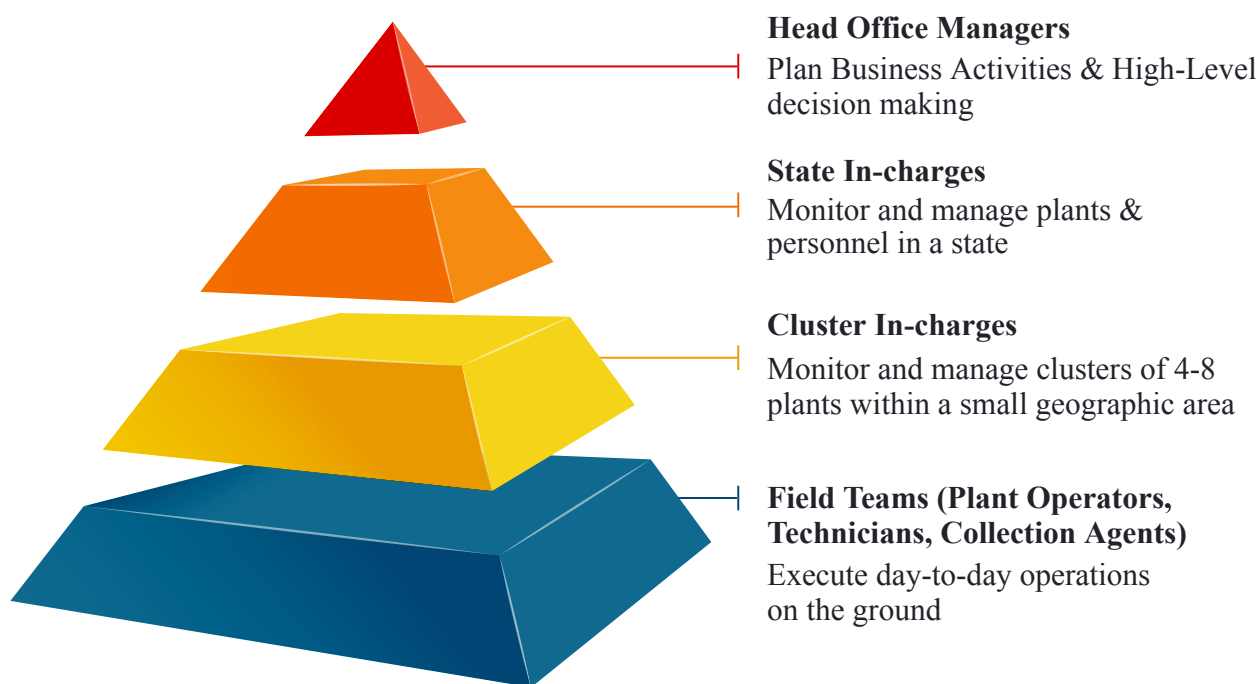 Head Office Managers
Plan Business Activities & High-Level
decision making
State In-charges
Monitor and manage plants &
personnel in a state
Cluster In-charges
Monitor and manage clusters of 4-8
plants within a small geographic area
Field Teams (Plant Operators,
Technicians, Collection Agents)
Execute day-to-day operations
on the ground